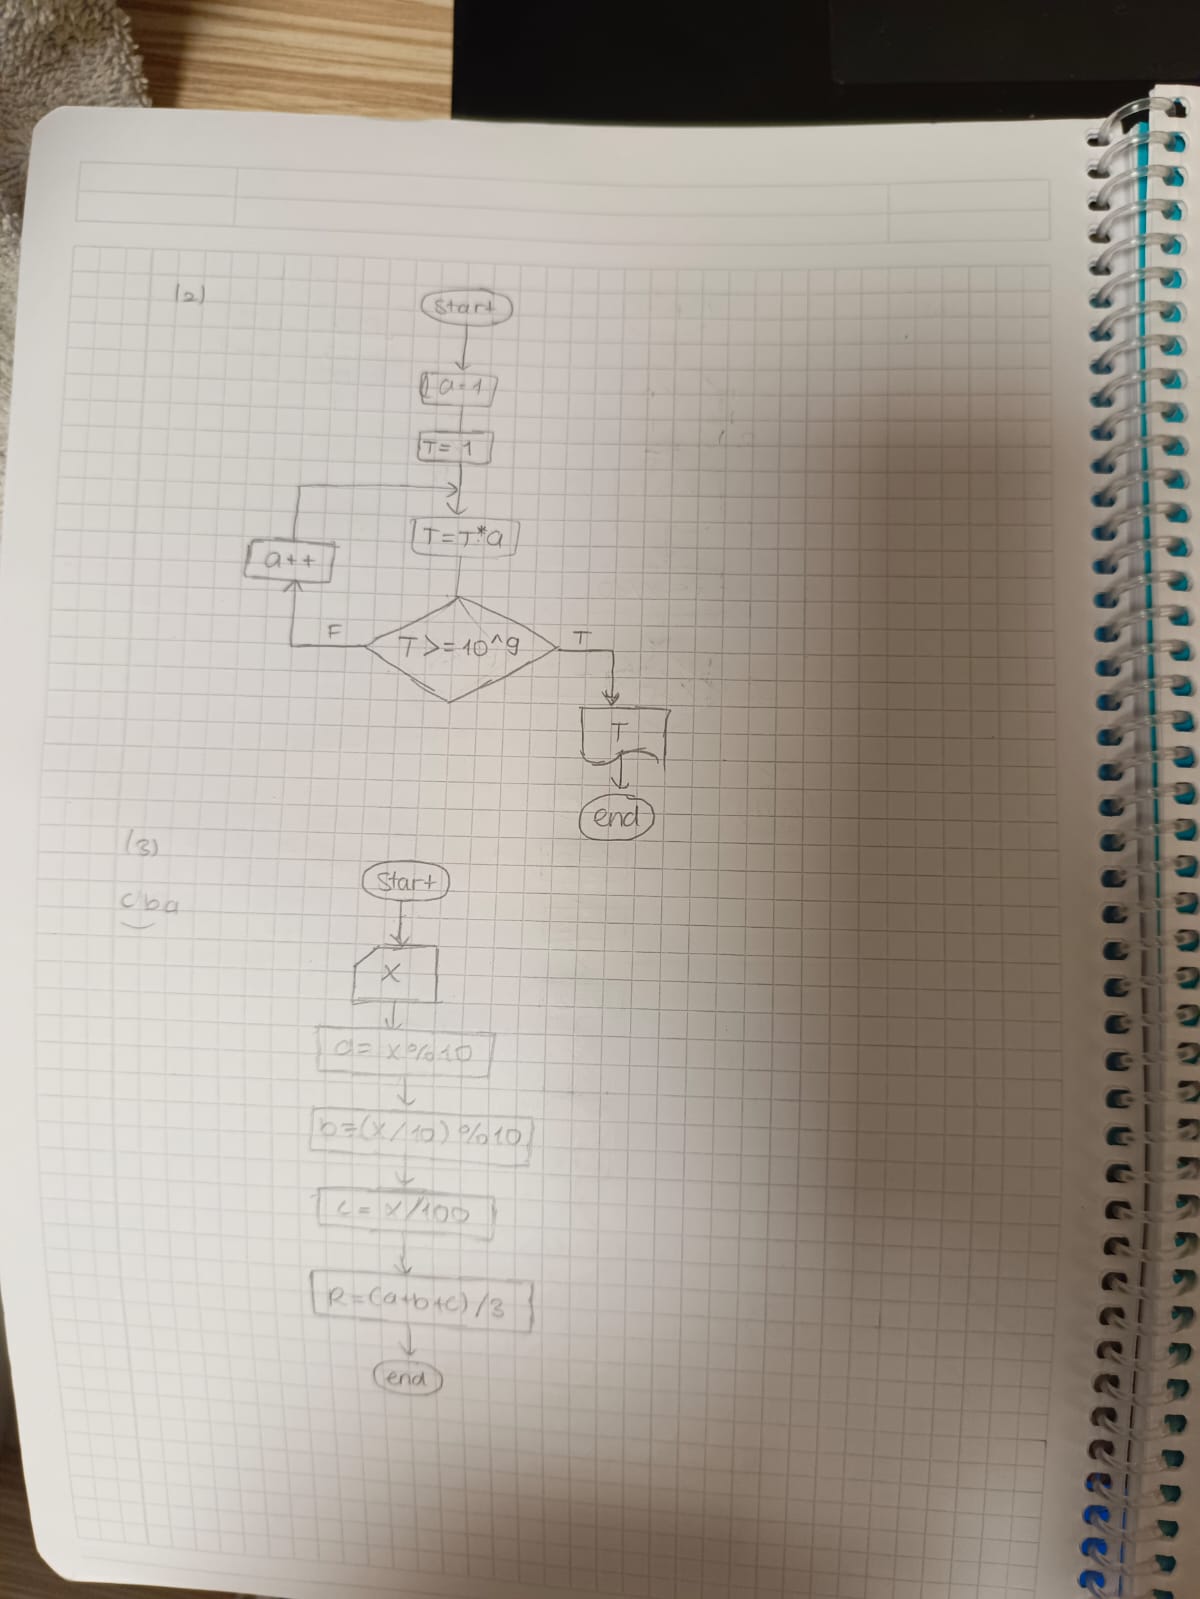 (2)
Start
a=1
T=1
T=T*a
T>=10^9
F
T
a++
T
end
(3)
cba
Start
X
a=x%10
b=(x/10)%10
c=x/100
R=(a+b+c)/3
end